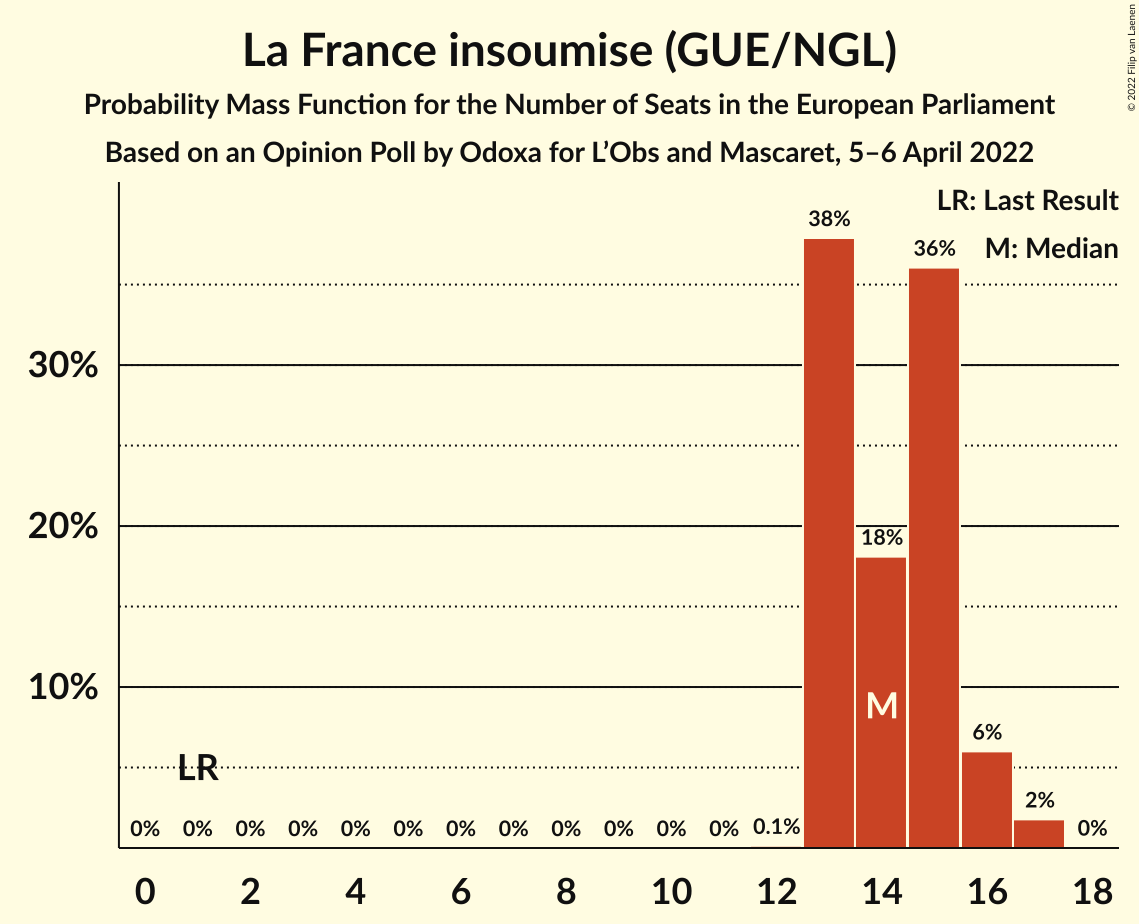 La France insoumise (GUE/NGL)
Probability Mass Function for the Number of Seats in the European Parliament
Based on an Opinion Poll by Odoxa for L’Obs and Mascaret, 5–6 April 2022
© 2022 Filip van Laenen
LR: Last Result
M: Median
38%
36%
30%
20%
18%
10%
M
6%
LR
2%
0% 0% 0% 0% 0% 0% 0% 0% 0% 0% 0% 0% 0.1% 0%
0 2 4 6 8 10 12 14 16 18